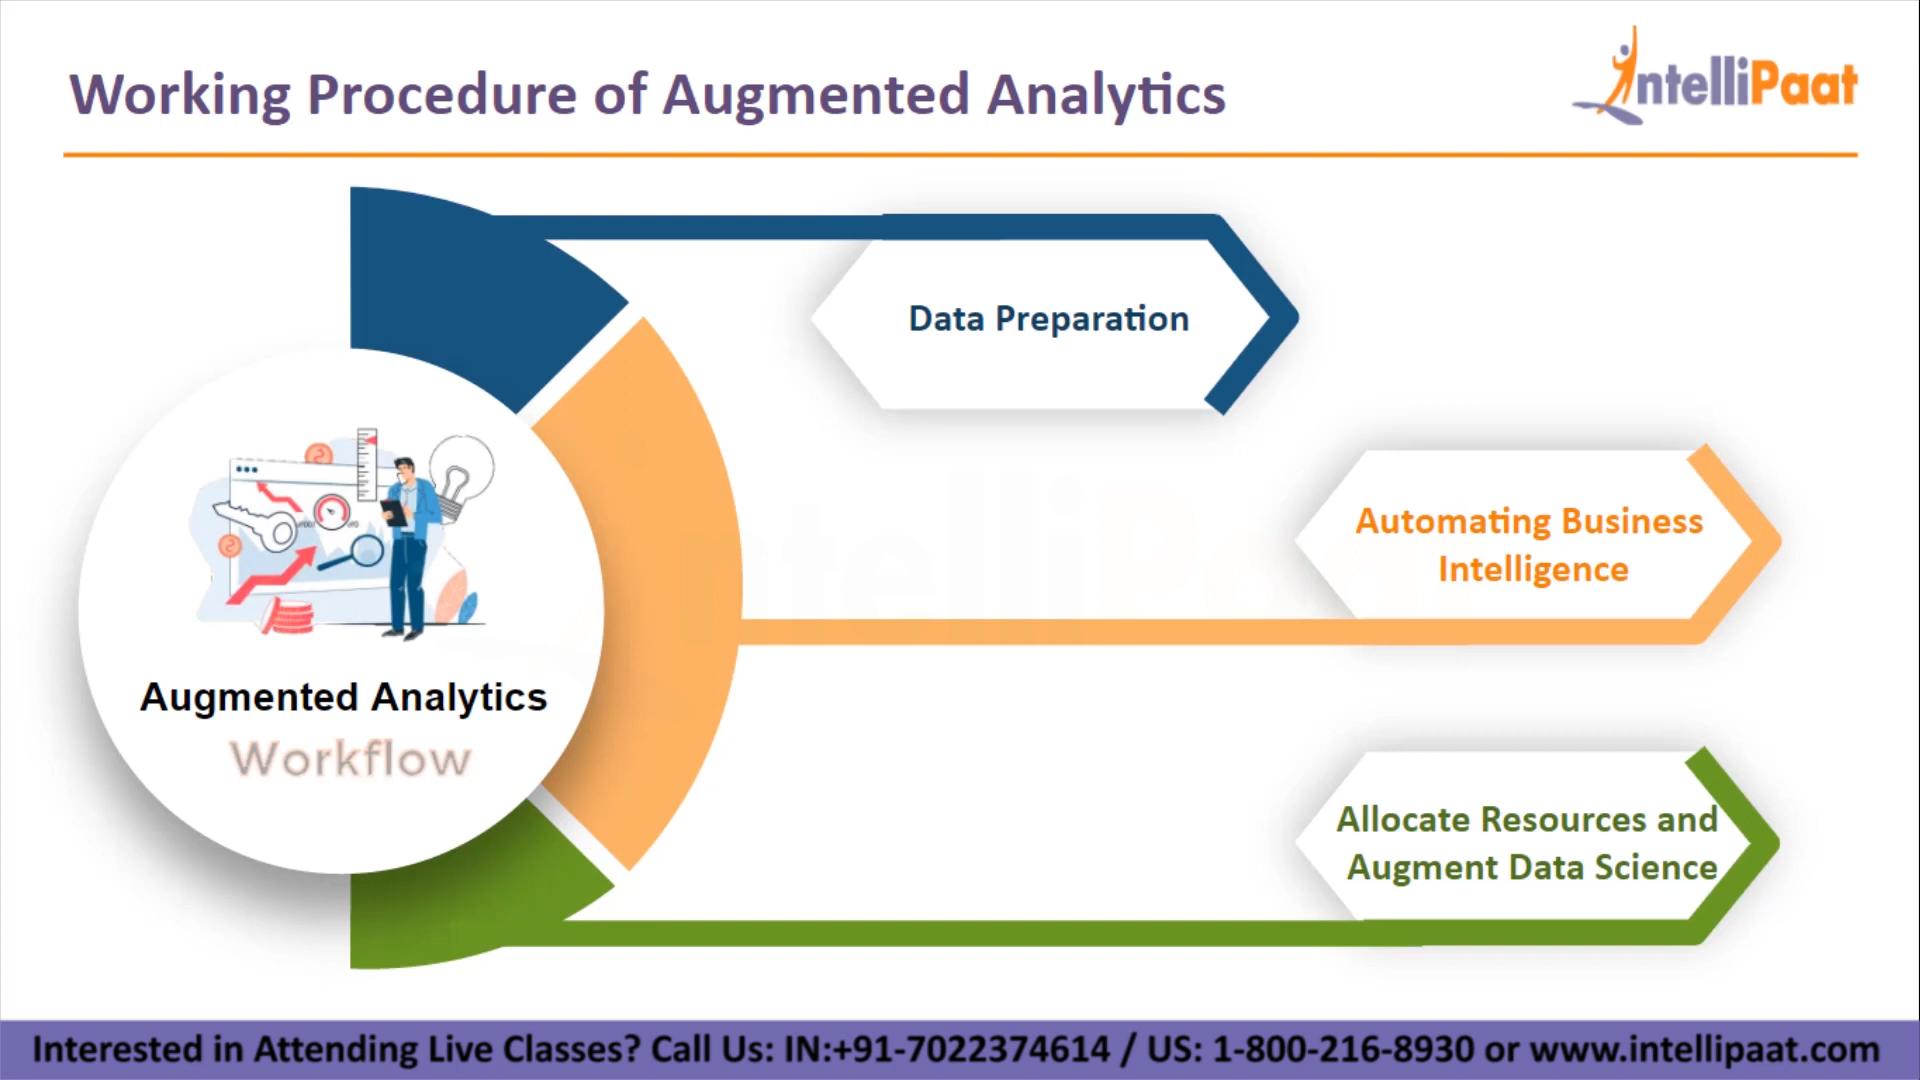 Working Procedure of Augmented Analytics
IntelliPaat
Data Preparation
Automating Business
Intelligence
Augmented Analytics
Workflow
Allocate Resources and
Augment Data Science
Interested in Attending Live Classes? Call Us: IN:+91-7022374614 / US: 1-800-216-8930 or www.intellipaat.com